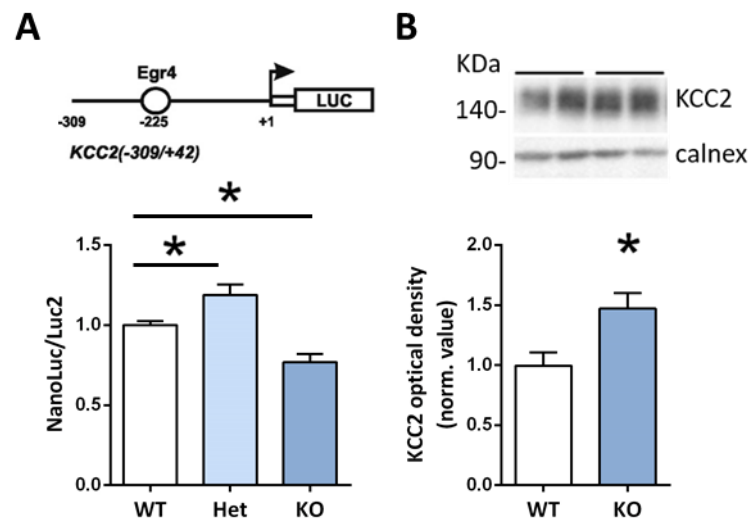 A
Egr4
LUC
-309
-225
+1
KCC2(-309/+42)
*
*
NanoLuc/Luc2
1.5
1.0
0.5
0.0
WT
Het
KO
B
KDa
140-
KCC2
90-
calnex
*
KCC2 optical density
(norm. value)
2.0
1.5
1.0
0.5
0.0
WT
KO